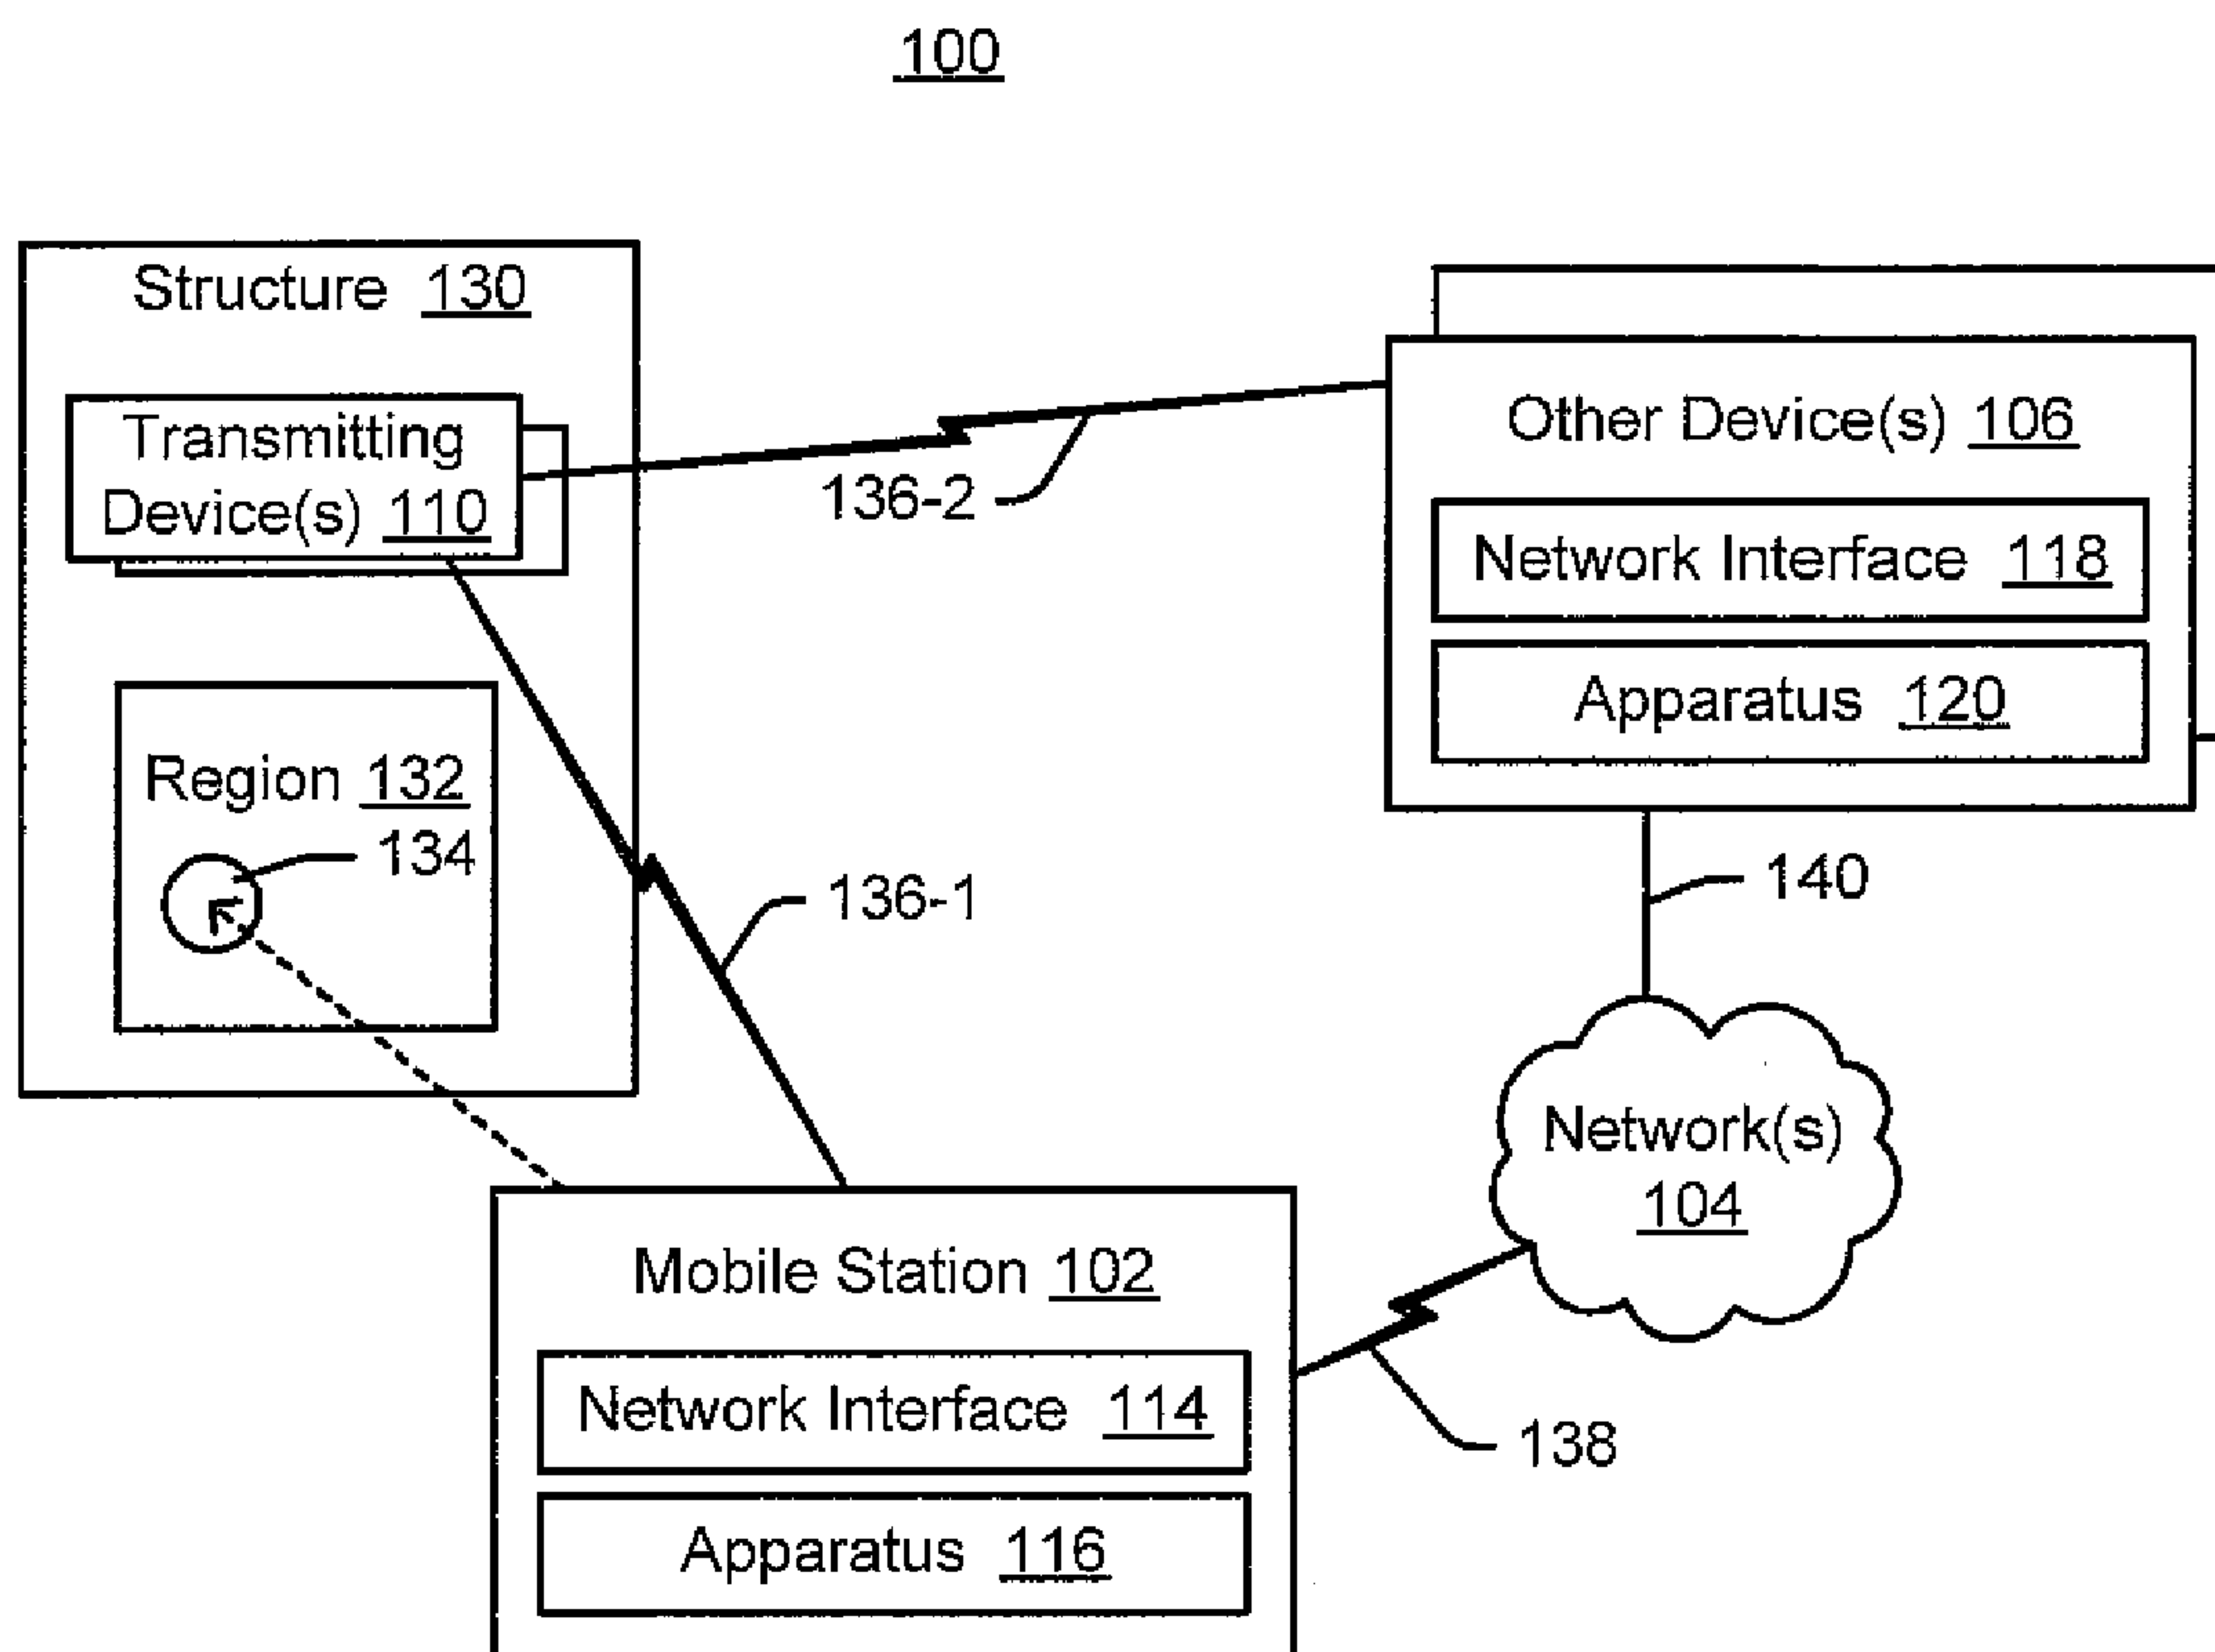 100
Structure 130
Transmitting
Device(s) 110
136-2
Other Device(s) 106
Network Interface 118
Apparatus 120
Region 132
134
136-1
140
Network(s)
104
Mobile Station 102
Network Interface 114
138
Apparatus 116